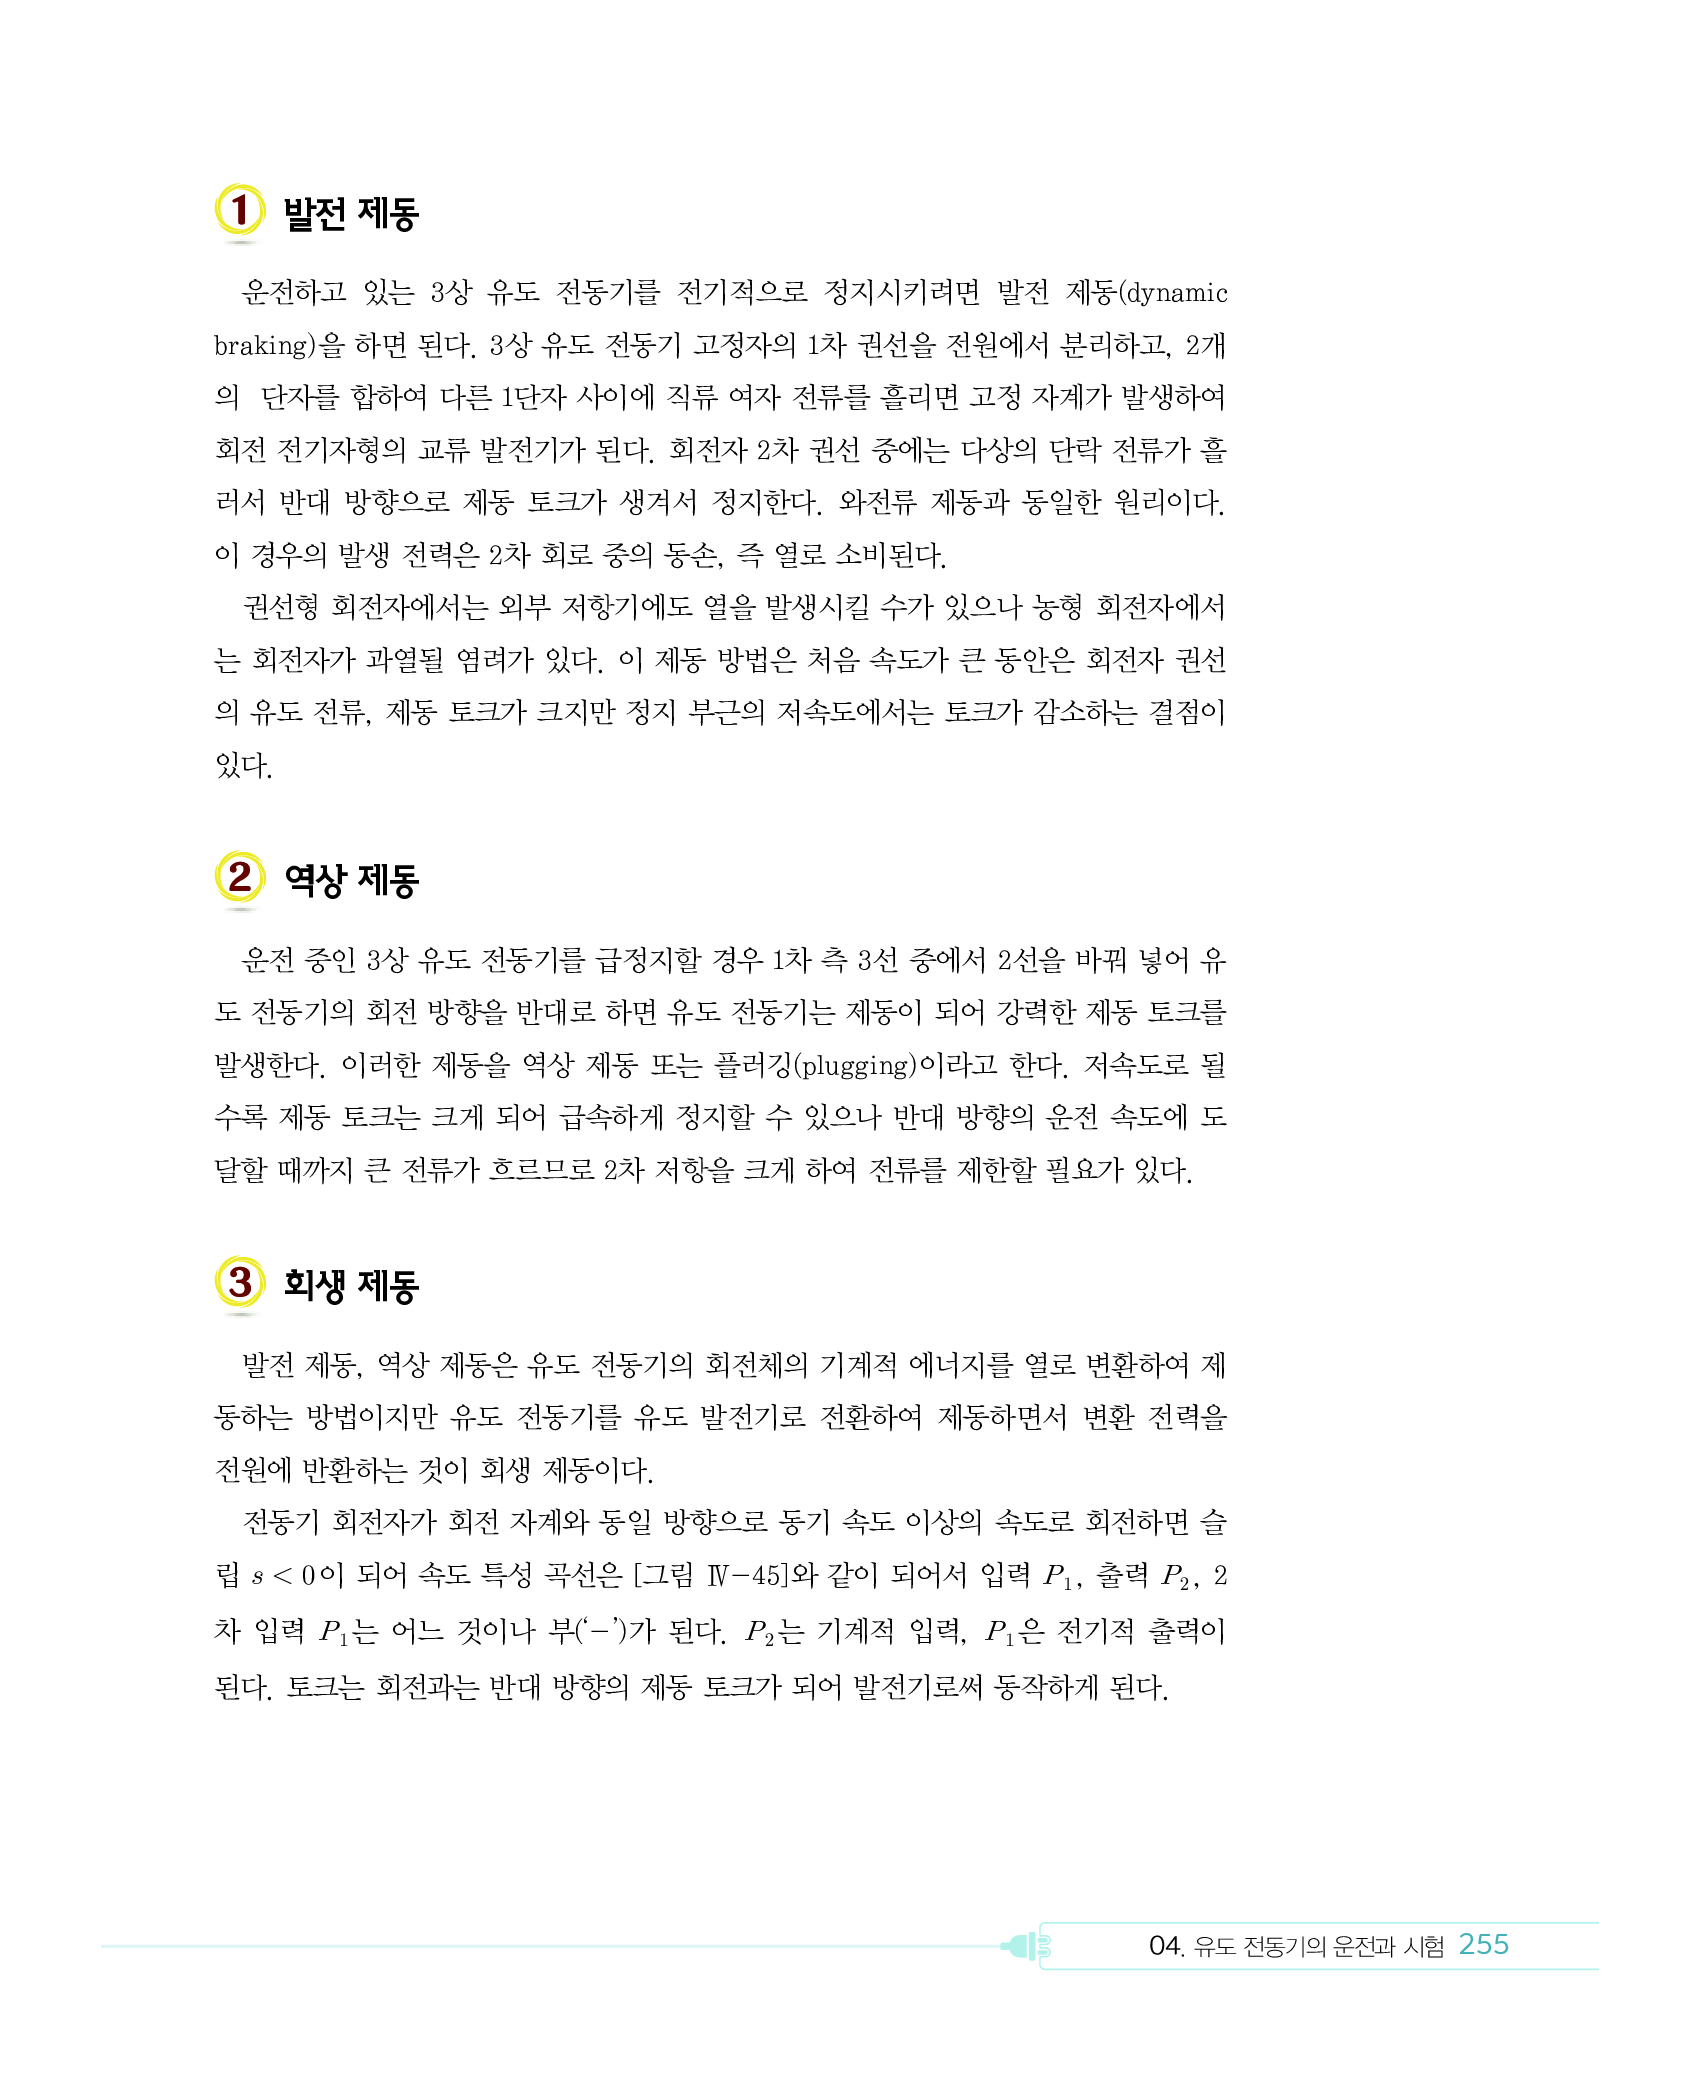 1 발전 제동
운전하고 있는 3상 유도 전동기를 전기적으로 정지시키려면 발전 제동(dynamic
braking)을 하면 된다. 3상 유도 전동기 고정자의 1차 권선을 전원에서 분리하고, 2개
의 단자를 합하여 다른 1단자 사이에 직류 여자 전류를 흘리면 고정 자계가 발생하여
회전 전기자형의 교류 발전기가 된다. 회전자 2차 권선 중에는 다상의 단락 전류가 흘
러서 반대 방향으로 제동 토크가 생겨서 정지한다. 와전류 제동과 동일한 원리이다.
이 경우의 발생 전력은 2차 회로 중의 동손, 즉 열로 소비된다.
권선형 회전자에서는 외부 저항기에도 열을 발생시킬 수가 있으나 농형 회전자에서
는 회전자가 과열될 염려가 있다. 이 제동 방법은 처음 속도가 큰 동안은 회전자 권선
의 유도 전류, 제동 토크가 크지만 정지 부근의 저속도에서는 토크가 감소하는 결점이
있다.
2 역상 제동
운전 중인 3상 유도 전동기를 급정지할 경우 1차 측 3선 중에서 2선을 바꿔 넣어 유
도 전동기의 회전 방향을 반대로 하면 유도 전동기는 제동이 되어 강력한 제동 토크를
발생한다. 이러한 제동을 역상 제동 또는 플러깅(plugging)이라고 한다. 저속도로 될
수록 제동 토크는 크게 되어 급속하게 정지할 수 있으나 반대 방향의 운전 속도에 도
달할 때까지 큰 전류가 흐르므로 2차 저항을 크게 하여 전류를 제한할 필요가 있다.
3 회생 제동
발전 제동, 역상 제동은 유도 전동기의 회전체의 기계적 에너지를 열로 변환하여 제
동하는 방법이지만 유도 전동기를 유도 발전기로 전환하여 제동하면서 변환 전력을
전원에 반환하는 것이 회생 제동이다.
전동기 회전자가 회전 자계와 동일 방향으로 동기 속도 이상의 속도로 회전하면 슬
립 s < 0이 되어 속도 특성 곡선은 [그림 Ⅳ-45]와 같이 되어서 입력 P₁, 출력 P₂, 2
차 입력 P₁는 어느 것이나 부(‘-’)가 된다. P₂는 기계적 입력, P₁은 전기적 출력이
된다. 토크는 회전과는 반대 방향의 제동 토크가 되어 발전기로써 동작하게 된다.
04. 유도 전동기의 운전과 시험 255